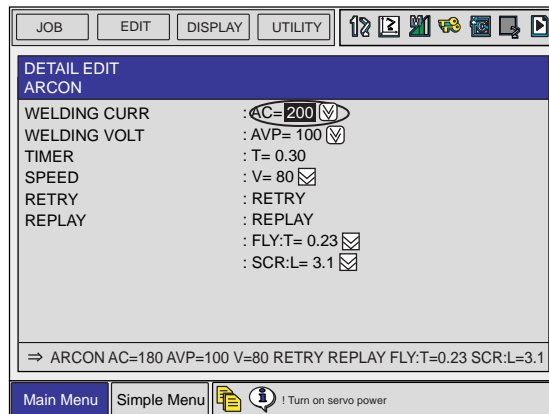 JOB EDIT DISPLAY UTILITY
DETAIL EDIT
ARCON
WELDING CURR : AC= 200
WELDING VOLT : AVP= 100
TIMER : T= 0.30
SPEED : V= 80
RETRY : RETRY
REPLAY : REPLAY
: FLY:T= 0.23
: SCR:L= 3.1
⇒ ARCON AC=180 AVP=100 V=80 RETRY REPLAY FLY:T=0.23 SCR:L=3.1
Main Menu Simple Menu ! Turn on servo power